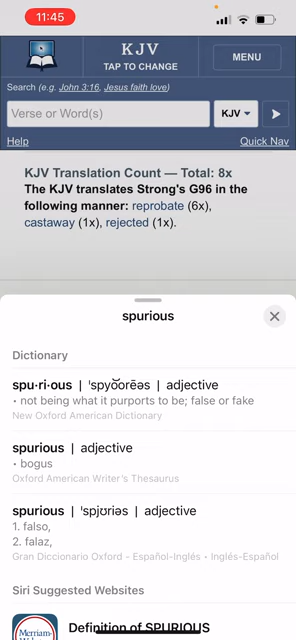 11:45
KJV
TAP TO CHANGE
MENU
Search (e.g. John 3:16, Jesus faith love)
Verse or Word(s)
KJV
Help
Quick Nav
KJV Translation Count — Total: 8x
The KJV translates Strong's G96 in the
following manner: reprobate (6x),
castaway (1x), rejected (1x).
spurious
Dictionary
spu·ri·ous | ˈspyo͝orēəs | adjective
• not being what it purports to be; false or fake
New Oxford American Dictionary
spurious | adjective
• bogus
Oxford American Writer's Thesaurus
spurious | ˈspjʊriəs | adjective
1. falso,
2. falaz,
Gran Diccionario Oxford – Español-Inglés • Inglés-Español
Siri Suggested Websites
Merriam-
Definition of SPURIOUS